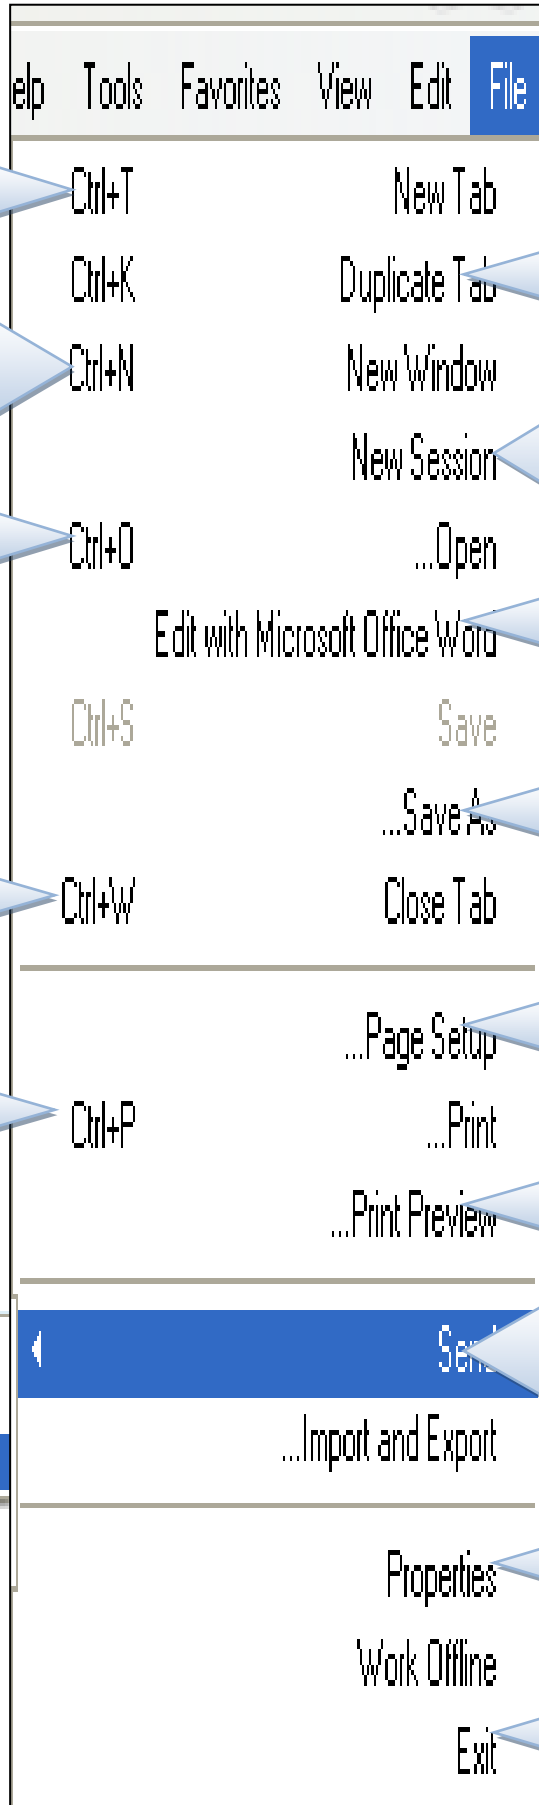 elp Tools Favorites View Edit File
Ctrl+T New Tab
Ctrl+K Duplicate Tab
Ctrl+N New Window
New Session
Ctrl+O ...Open
Edit with Microsoft Office Word
Ctrl+S Save
...Save As
Ctrl+W Close Tab
...Page Setup
Ctrl+P ...Print
...Print Preview
Send
...Import and Export
Properties
Work Offline
Exit